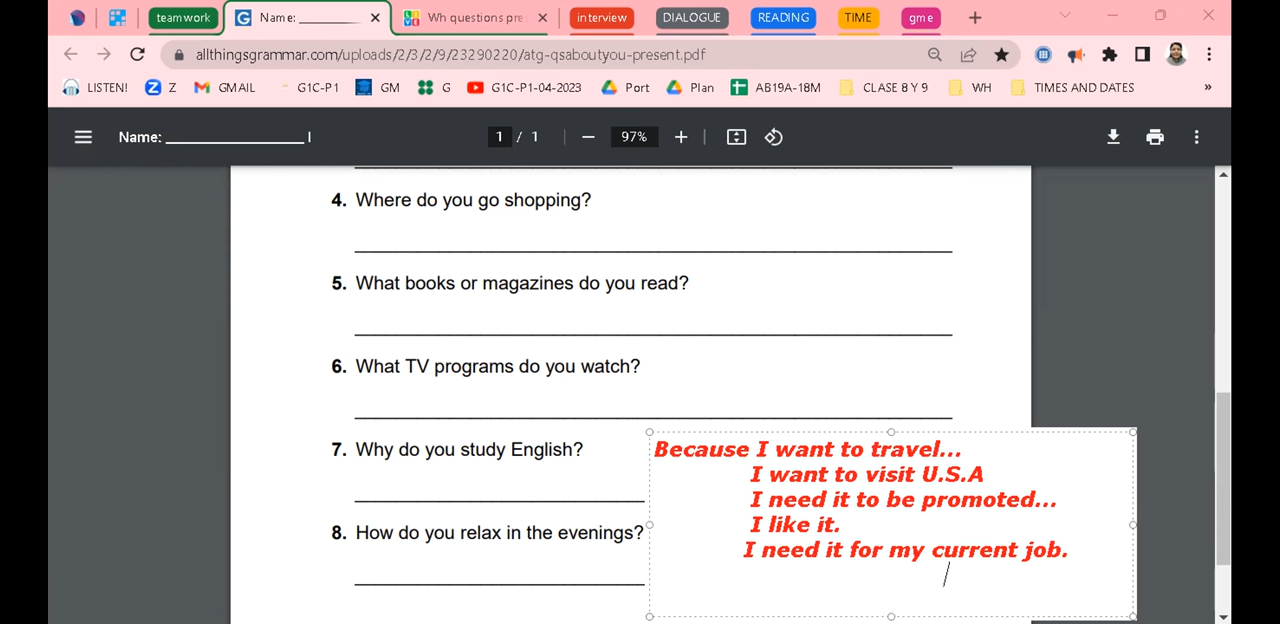 teamwork
Name: ________
Wh questions pre
interview
DIALOGUE
READING
TIME
gme
allthingsgrammar.com/uploads/2/3/2/9/23290220/atg-qsaboutyou-present.pdf
LISTEN!
Z
GMAIL
G1C-P1
GM
G
G1C-P1-04-2023
Port
Plan
AB19A-18M
CLASE 8 Y 9
WH
TIMES AND DATES
»
Name: ____________________ I
1 / 1
97%
4. Where do you go shopping?
5. What books or magazines do you read?
6. What TV programs do you watch?
7. Why do you study English?
Because I want to travel...
I want to visit U.S.A
I need it to be promoted...
I like it.
I need it for my current job.
8. How do you relax in the evenings?